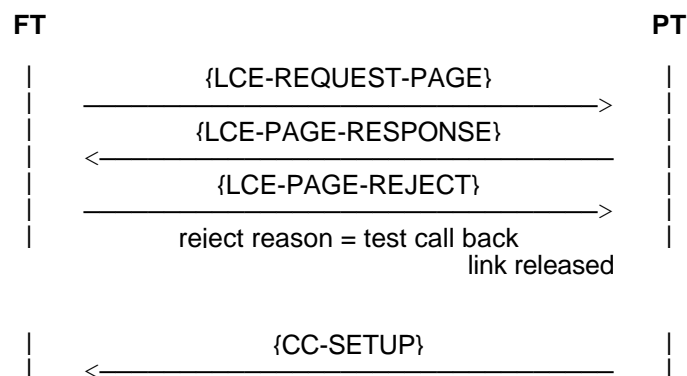 FT PT
{LCE-REQUEST-PAGE}
{LCE-PAGE-RESPONSE}
{LCE-PAGE-REJECT}
reject reason = test call back
link released
{CC-SETUP}